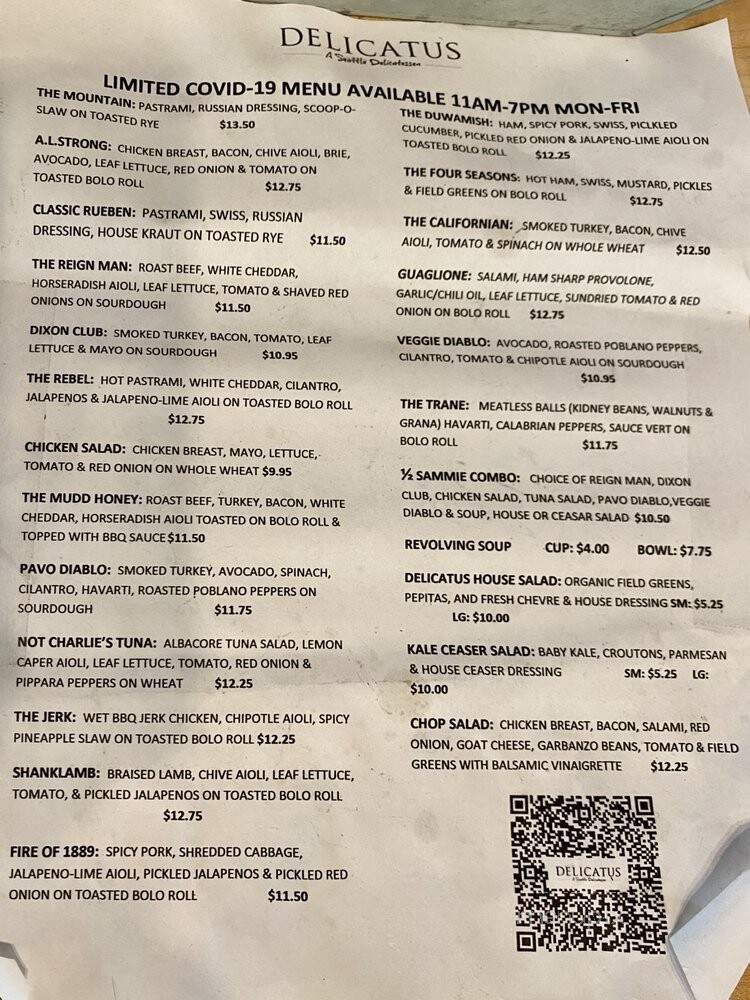 DELICATUS
A Seattle Delicatessen
LIMITED COVID-19 MENU AVAILABLE 11AM-7PM MON-FRI
THE MOUNTAIN: PASTRAMI, RUSSIAN DRESSING, SCOOP-O-
SLAW ON TOASTED RYE $13.50
A.L.STRONG: CHICKEN BREAST, BACON, CHIVE AIOLI, BRIE,
AVOCADO, LEAF LETTUCE, RED ONION & TOMATO ON
TOASTED BOLO ROLL $12.75
CLASSIC RUEBEN: PASTRAMI, SWISS, RUSSIAN
DRESSING, HOUSE KRAUT ON TOASTED RYE $11.50
THE REIGN MAN: ROAST BEEF, WHITE CHEDDAR,
HORSERADISH AIOLI, LEAF LETTUCE, TOMATO & SHAVED RED
ONIONS ON SOURDOUGH $11.50
DIXON CLUB: SMOKED TURKEY, BACON, TOMATO, LEAF
LETTUCE & MAYO ON SOURDOUGH $10.95
THE REBEL: HOT PASTRAMI, WHITE CHEDDAR, CILANTRO,
JALAPENOS & JALAPENO-LIME AIOLI ON TOASTED BOLO ROLL
$12.75
CHICKEN SALAD: CHICKEN BREAST, MAYO, LETTUCE,
TOMATO & RED ONION ON WHOLE WHEAT $9.95
THE MUDD HONEY: ROAST BEEF, TURKEY, BACON, WHITE
CHEDDAR, HORSERADISH AIOLI TOASTED ON BOLO ROLL &
TOPPED WITH BBQ SAUCE $11.50
PAVO DIABLO: SMOKED TURKEY, AVOCADO, SPINACH,
CILANTRO, HAVARTI, ROASTED POBLANO PEPPERS ON
SOURDOUGH $11.75
NOT CHARLIE'S TUNA: ALBACORE TUNA SALAD, LEMON
CAPER AIOLI, LEAF LETTUCE, TOMATO, RED ONION &
PIPPARA PEPPERS ON WHEAT $12.25
THE JERK: WET BBQ JERK CHICKEN, CHIPOTLE AIOLI, SPICY
PINEAPPLE SLAW ON TOASTED BOLO ROLL $12.25
SHANKLAMB: BRAISED LAMB, CHIVE AIOLI, LEAF LETTUCE,
TOMATO, & PICKLED JALAPENOS ON TOASTED BOLO ROLL
$12.75
FIRE OF 1889: SPICY PORK, SHREDDED CABBAGE,
JALAPENO-LIME AIOLI, PICKLED JALAPENOS & PICKLED RED
ONION ON TOASTED BOLO ROLL $11.50
THE DUWAMISH: HAM, SPICY PORK, SWISS, PICLKLED
CUCUMBER, PICKLED RED ONION & JALAPENO-LIME AIOLI ON
TOASTED BOLO ROLL $12.25
THE FOUR SEASONS: HOT HAM, SWISS, MUSTARD, PICKLES
& FIELD GREENS ON BOLO ROLL $12.75
THE CALIFORNIAN: SMOKED TURKEY, BACON, CHIVE
AIOLI, TOMATO & SPINACH ON WHOLE WHEAT $12.50
GUAGLIONE: SALAMI, HAM SHARP PROVOLONE,
GARLIC/CHILI OIL, LEAF LETTUCE, SUNDRIED TOMATO & RED
ONION ON BOLO ROLL $12.75
VEGGIE DIABLO: AVOCADO, ROASTED POBLANO PEPPERS,
CILANTRO, TOMATO & CHIPOTLE AIOLI ON SOURDOUGH
$10.95
THE TRANE: MEATLESS BALLS (KIDNEY BEANS, WALNUTS &
GRANA) HAVARTI, CALABRIAN PEPPERS, SAUCE VERT ON
BOLO ROLL $11.75
½ SAMMIE COMBO: CHOICE OF REIGN MAN, DIXON
CLUB, CHICKEN SALAD, TUNA SALAD, PAVO DIABLO,VEGGIE
DIABLO & SOUP, HOUSE OR CEASAR SALAD $10.50
REVOLVING SOUP CUP: $4.00 BOWL: $7.75
DELICATUS HOUSE SALAD: ORGANIC FIELD GREENS,
PEPITAS, AND FRESH CHEVRE & HOUSE DRESSING SM: $5.25
LG: $10.00
KALE CEASER SALAD: BABY KALE, CROUTONS, PARMESAN
& HOUSE CEASER DRESSING SM: $5.25 LG:
$10.00
CHOP SALAD: CHICKEN BREAST, BACON, SALAMI, RED
ONION, GOAT CHEESE, GARBANZO BEANS, TOMATO & FIELD
GREENS WITH BALSAMIC VINAIGRETTE $12.25
DELICATUS
A Seattle Delicatessen